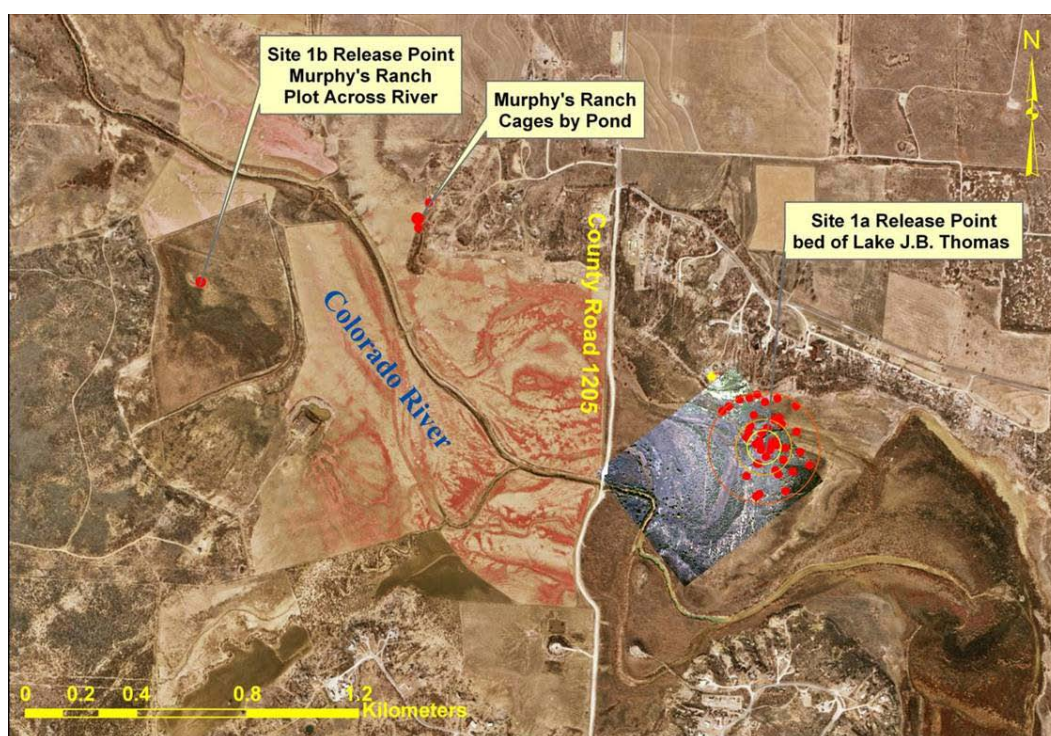 Site 1b Release Point
Murphy's Ranch
Plot Across River
Murphy's Ranch
Cages by Pond
N
Site 1a Release Point
bed of Lake J.B. Thomas
County Road 1205
Colorado River
0 0.2 0.4 0.8 1.2
Kilometers